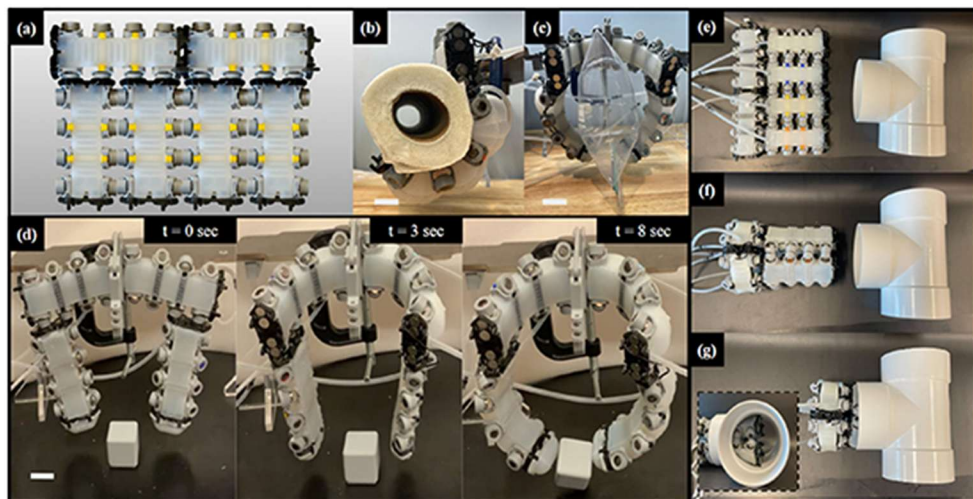 (a)
(b)
(c)
(e)
(d)
t = 0 sec
t = 3 sec
t = 8 sec
(f)
(g)